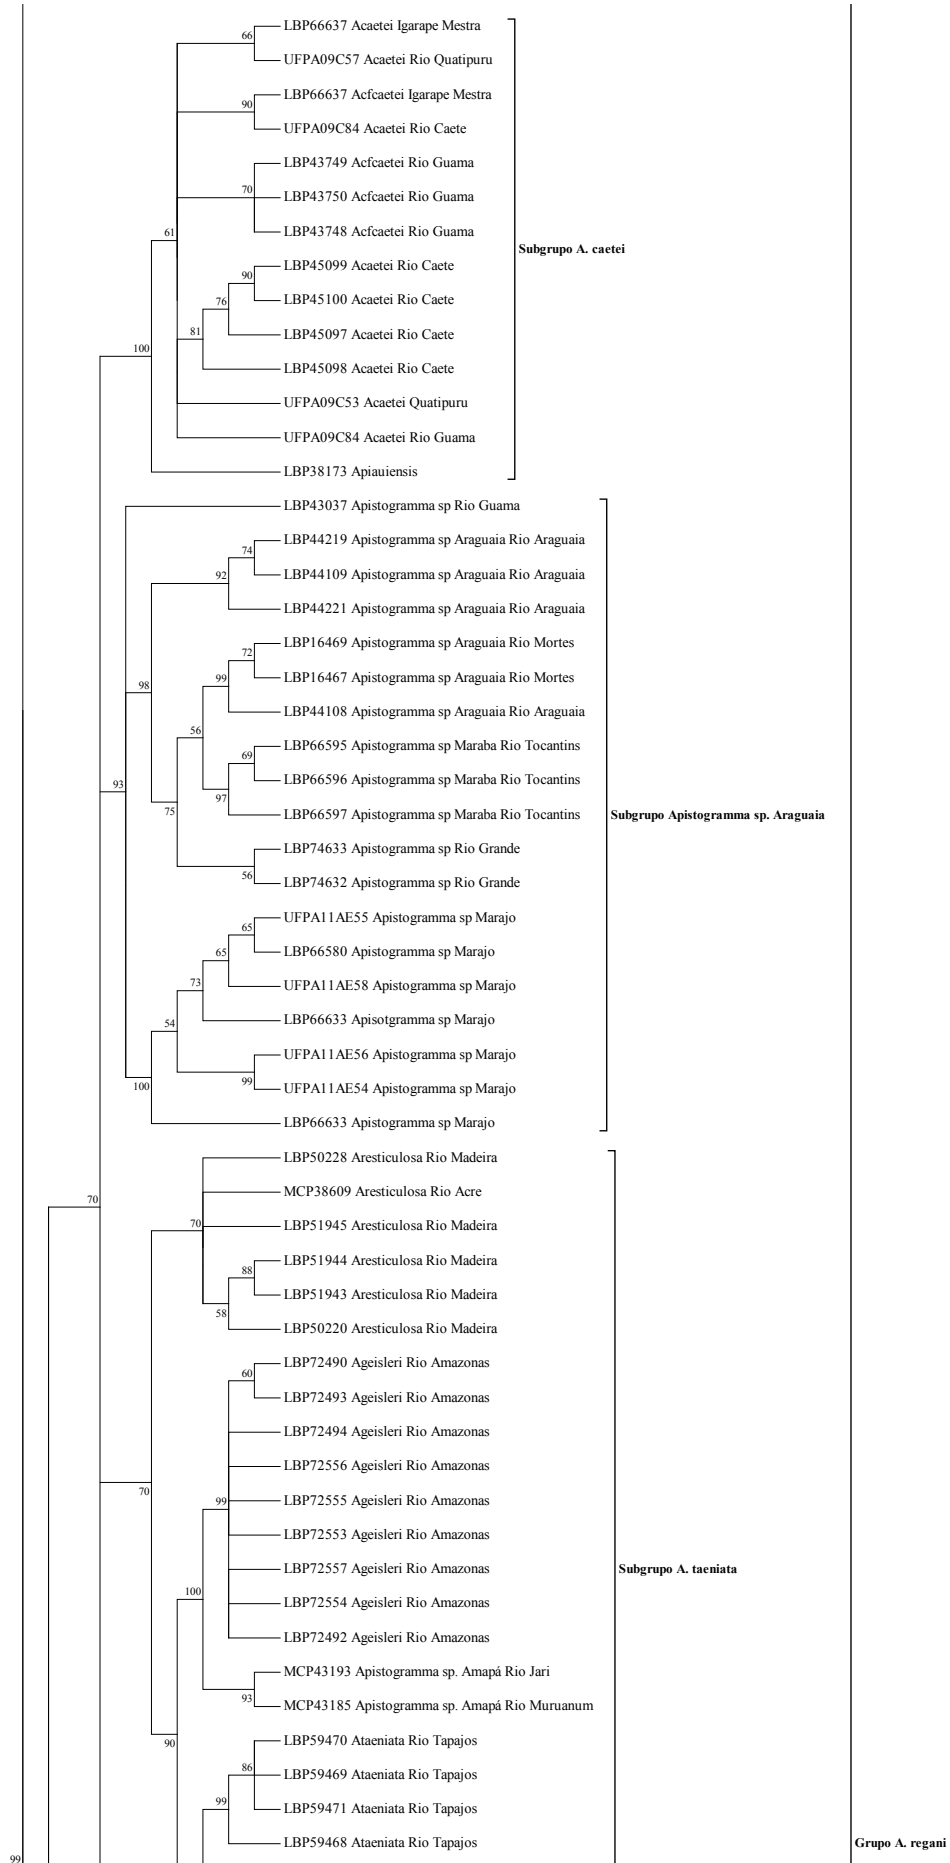 LBP66637 Acaetei Igarape Mestra
66
UFPA09C57 Acaetei Rio Quatipuru
LBP66637 Acfcaetei Igarape Mestra
90
UFPA09C84 Acaetei Rio Caete
LBP43749 Acfcaetei Rio Guama
70
LBP43750 Acfcaetei Rio Guama
LBP43748 Acfcaetei Rio Guama
61
Subgrupo A. caetei
LBP45099 Acaetei Rio Caete
90
LBP45100 Acaetei Rio Caete
76
LBP45097 Acaetei Rio Caete
81
100
LBP45098 Acaetei Rio Caete
UFPA09C53 Acaetei Quatipuru
UFPA09C84 Acaetei Rio Guama
LBP38173 Apiauiensis
LBP43037 Apistogramma sp Rio Guama
LBP44219 Apistogramma sp Araguaia Rio Araguaia
74
LBP44109 Apistogramma sp Araguaia Rio Araguaia
92
LBP44221 Apistogramma sp Araguaia Rio Araguaia
LBP16469 Apistogramma sp Araguaia Rio Mortes
72
LBP16467 Apistogramma sp Araguaia Rio Mortes
99
98
LBP44108 Apistogramma sp Araguaia Rio Araguaia
56
LBP66595 Apistogramma sp Maraba Rio Tocantins
69
LBP66596 Apistogramma sp Maraba Rio Tocantins
93
97
75
LBP66597 Apistogramma sp Maraba Rio Tocantins
Subgrupo Apistogramma sp. Araguaia
LBP74633 Apistogramma sp Rio Grande
56
LBP74632 Apistogramma sp Rio Grande
UFPA11AE55 Apistogramma sp Marajo
65
LBP66580 Apistogramma sp Marajo
65
UFPA11AE58 Apistogramma sp Marajo
73
LBP66633 Apisotgramma sp Marajo
54
UFPA11AE56 Apistogramma sp Marajo
99
UFPA11AE54 Apistogramma sp Marajo
100
LBP66633 Apistogramma sp Marajo
LBP50228 Aresticulosa Rio Madeira
MCP38609 Aresticulosa Rio Acre
70
70
LBP51945 Aresticulosa Rio Madeira
LBP51944 Aresticulosa Rio Madeira
88
LBP51943 Aresticulosa Rio Madeira
58
LBP50220 Aresticulosa Rio Madeira
LBP72490 Ageisleri Rio Amazonas
60
LBP72493 Ageisleri Rio Amazonas
LBP72494 Ageisleri Rio Amazonas
LBP72556 Ageisleri Rio Amazonas
70
99
LBP72555 Ageisleri Rio Amazonas
LBP72553 Ageisleri Rio Amazonas
LBP72557 Ageisleri Rio Amazonas
Subgrupo A. taeniata
100
LBP72554 Ageisleri Rio Amazonas
LBP72492 Ageisleri Rio Amazonas
MCP43193 Apistogramma sp. Amapá Rio Jari
93
MCP43185 Apistogramma sp. Amapá Rio Muruanum
90
LBP59470 Ataeniata Rio Tapajos
86
LBP59469 Ataeniata Rio Tapajos
99
LBP59471 Ataeniata Rio Tapajos
LBP59468 Ataeniata Rio Tapajos
Grupo A. regani
99